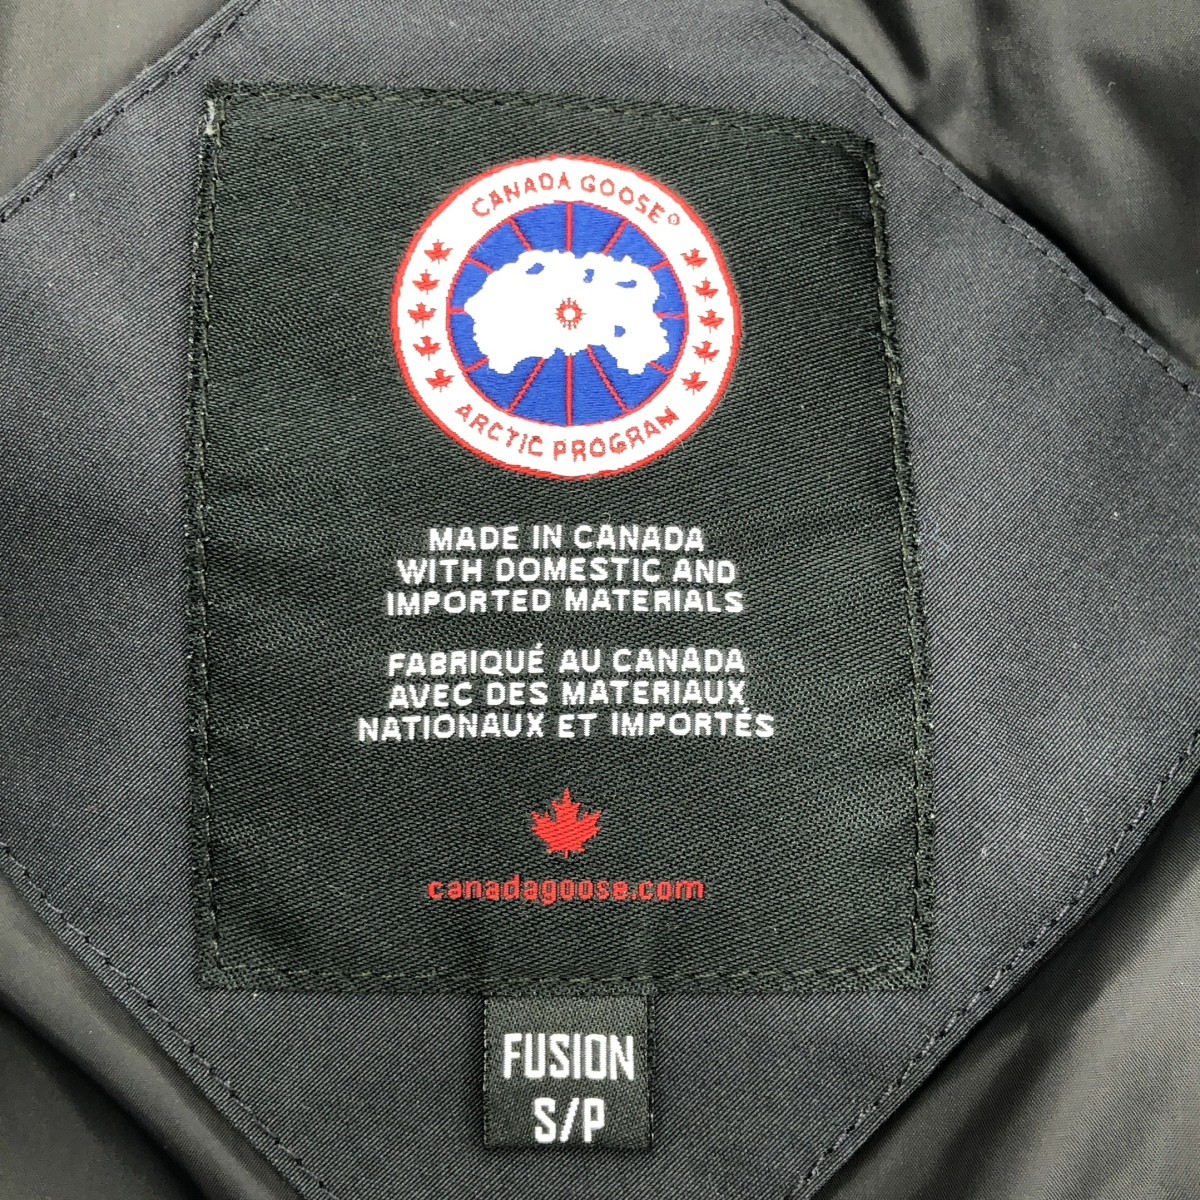 CANADA GOOSE®
ARCTIC PROGRAM
MADE IN CANADA
WITH DOMESTIC AND
IMPORTED MATERIALS
FABRIQUÉ AU CANADA
AVEC DES MATERIAUX
NATIONAUX ET IMPORTÉS
canadagoose.com
FUSION
S/P